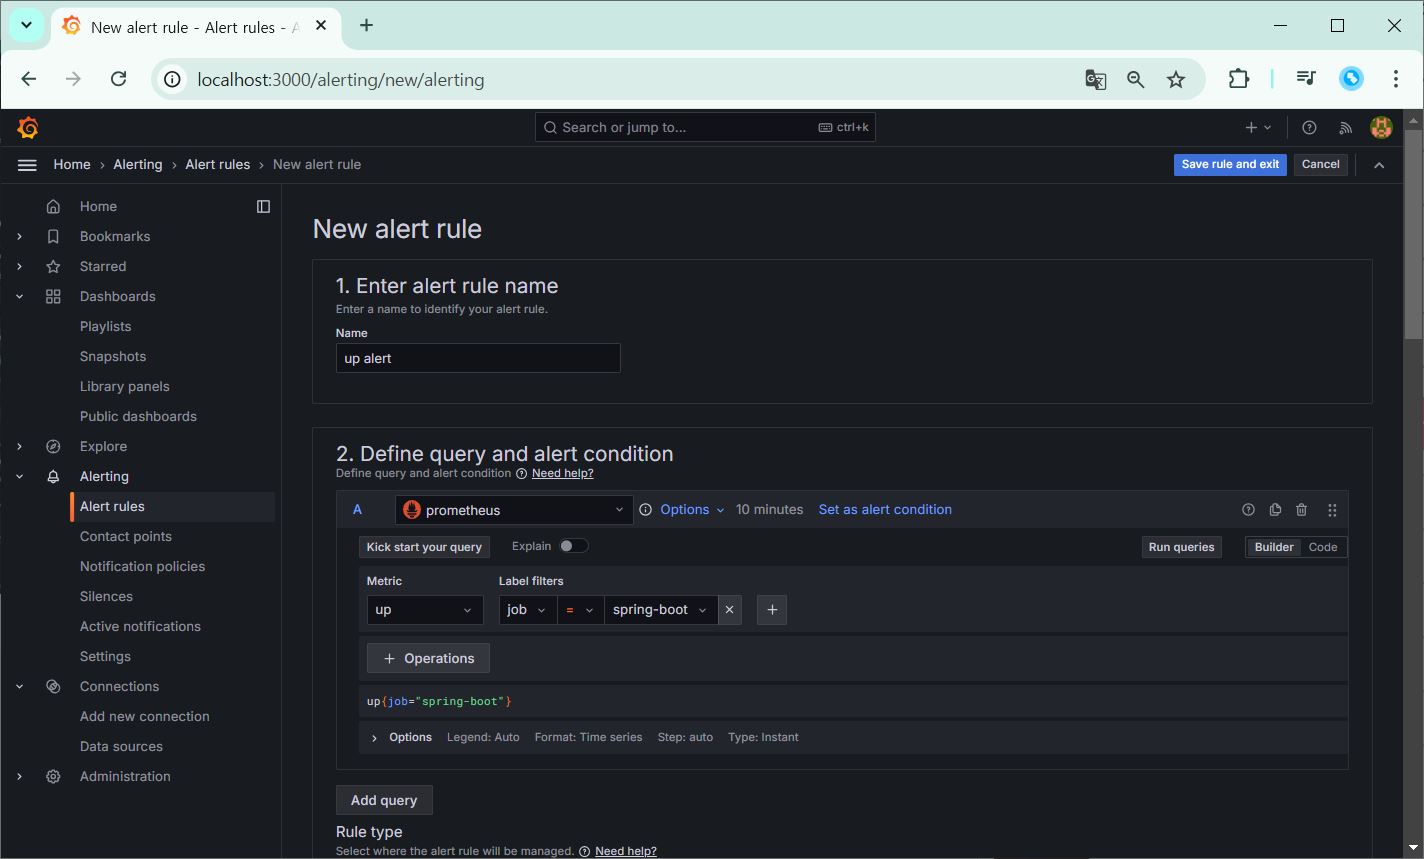 New alert rule - Alert rules -
localhost:3000/alerting/new/alerting
Search or jump to... ctrl+k
Home › Alerting › Alert rules › New alert rule Save rule and exit Cancel
Home
Bookmarks
Starred
Dashboards
Playlists
Snapshots
Library panels
Public dashboards
Explore
Alerting
Alert rules
Contact points
Notification policies
Silences
Active notifications
Settings
Connections
Add new connection
Data sources
Administration
New alert rule
1. Enter alert rule name
Enter a name to identify your alert rule.
Name
up alert
2. Define query and alert condition
Define query and alert condition Need help?
A prometheus Options 10 minutes Set as alert condition
Kick start your query Explain Run queries Builder Code
Metric Label filters
up job = spring-boot
+ Operations
up{job="spring-boot"}
Options Legend: Auto Format: Time series Step: auto Type: Instant
Add query
Rule type
Select where the alert rule will be managed. Need help?